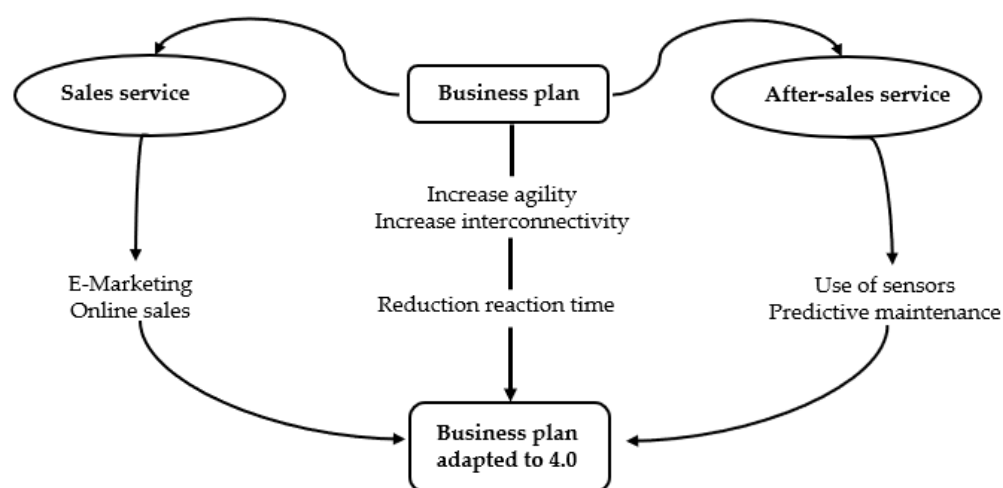 Sales service
Business plan
After-sales service
Increase agility
Increase interconnectivity
E-Marketing
Online sales
Reduction reaction time
Use of sensors
Predictive maintenance
Business plan
adapted to 4.0